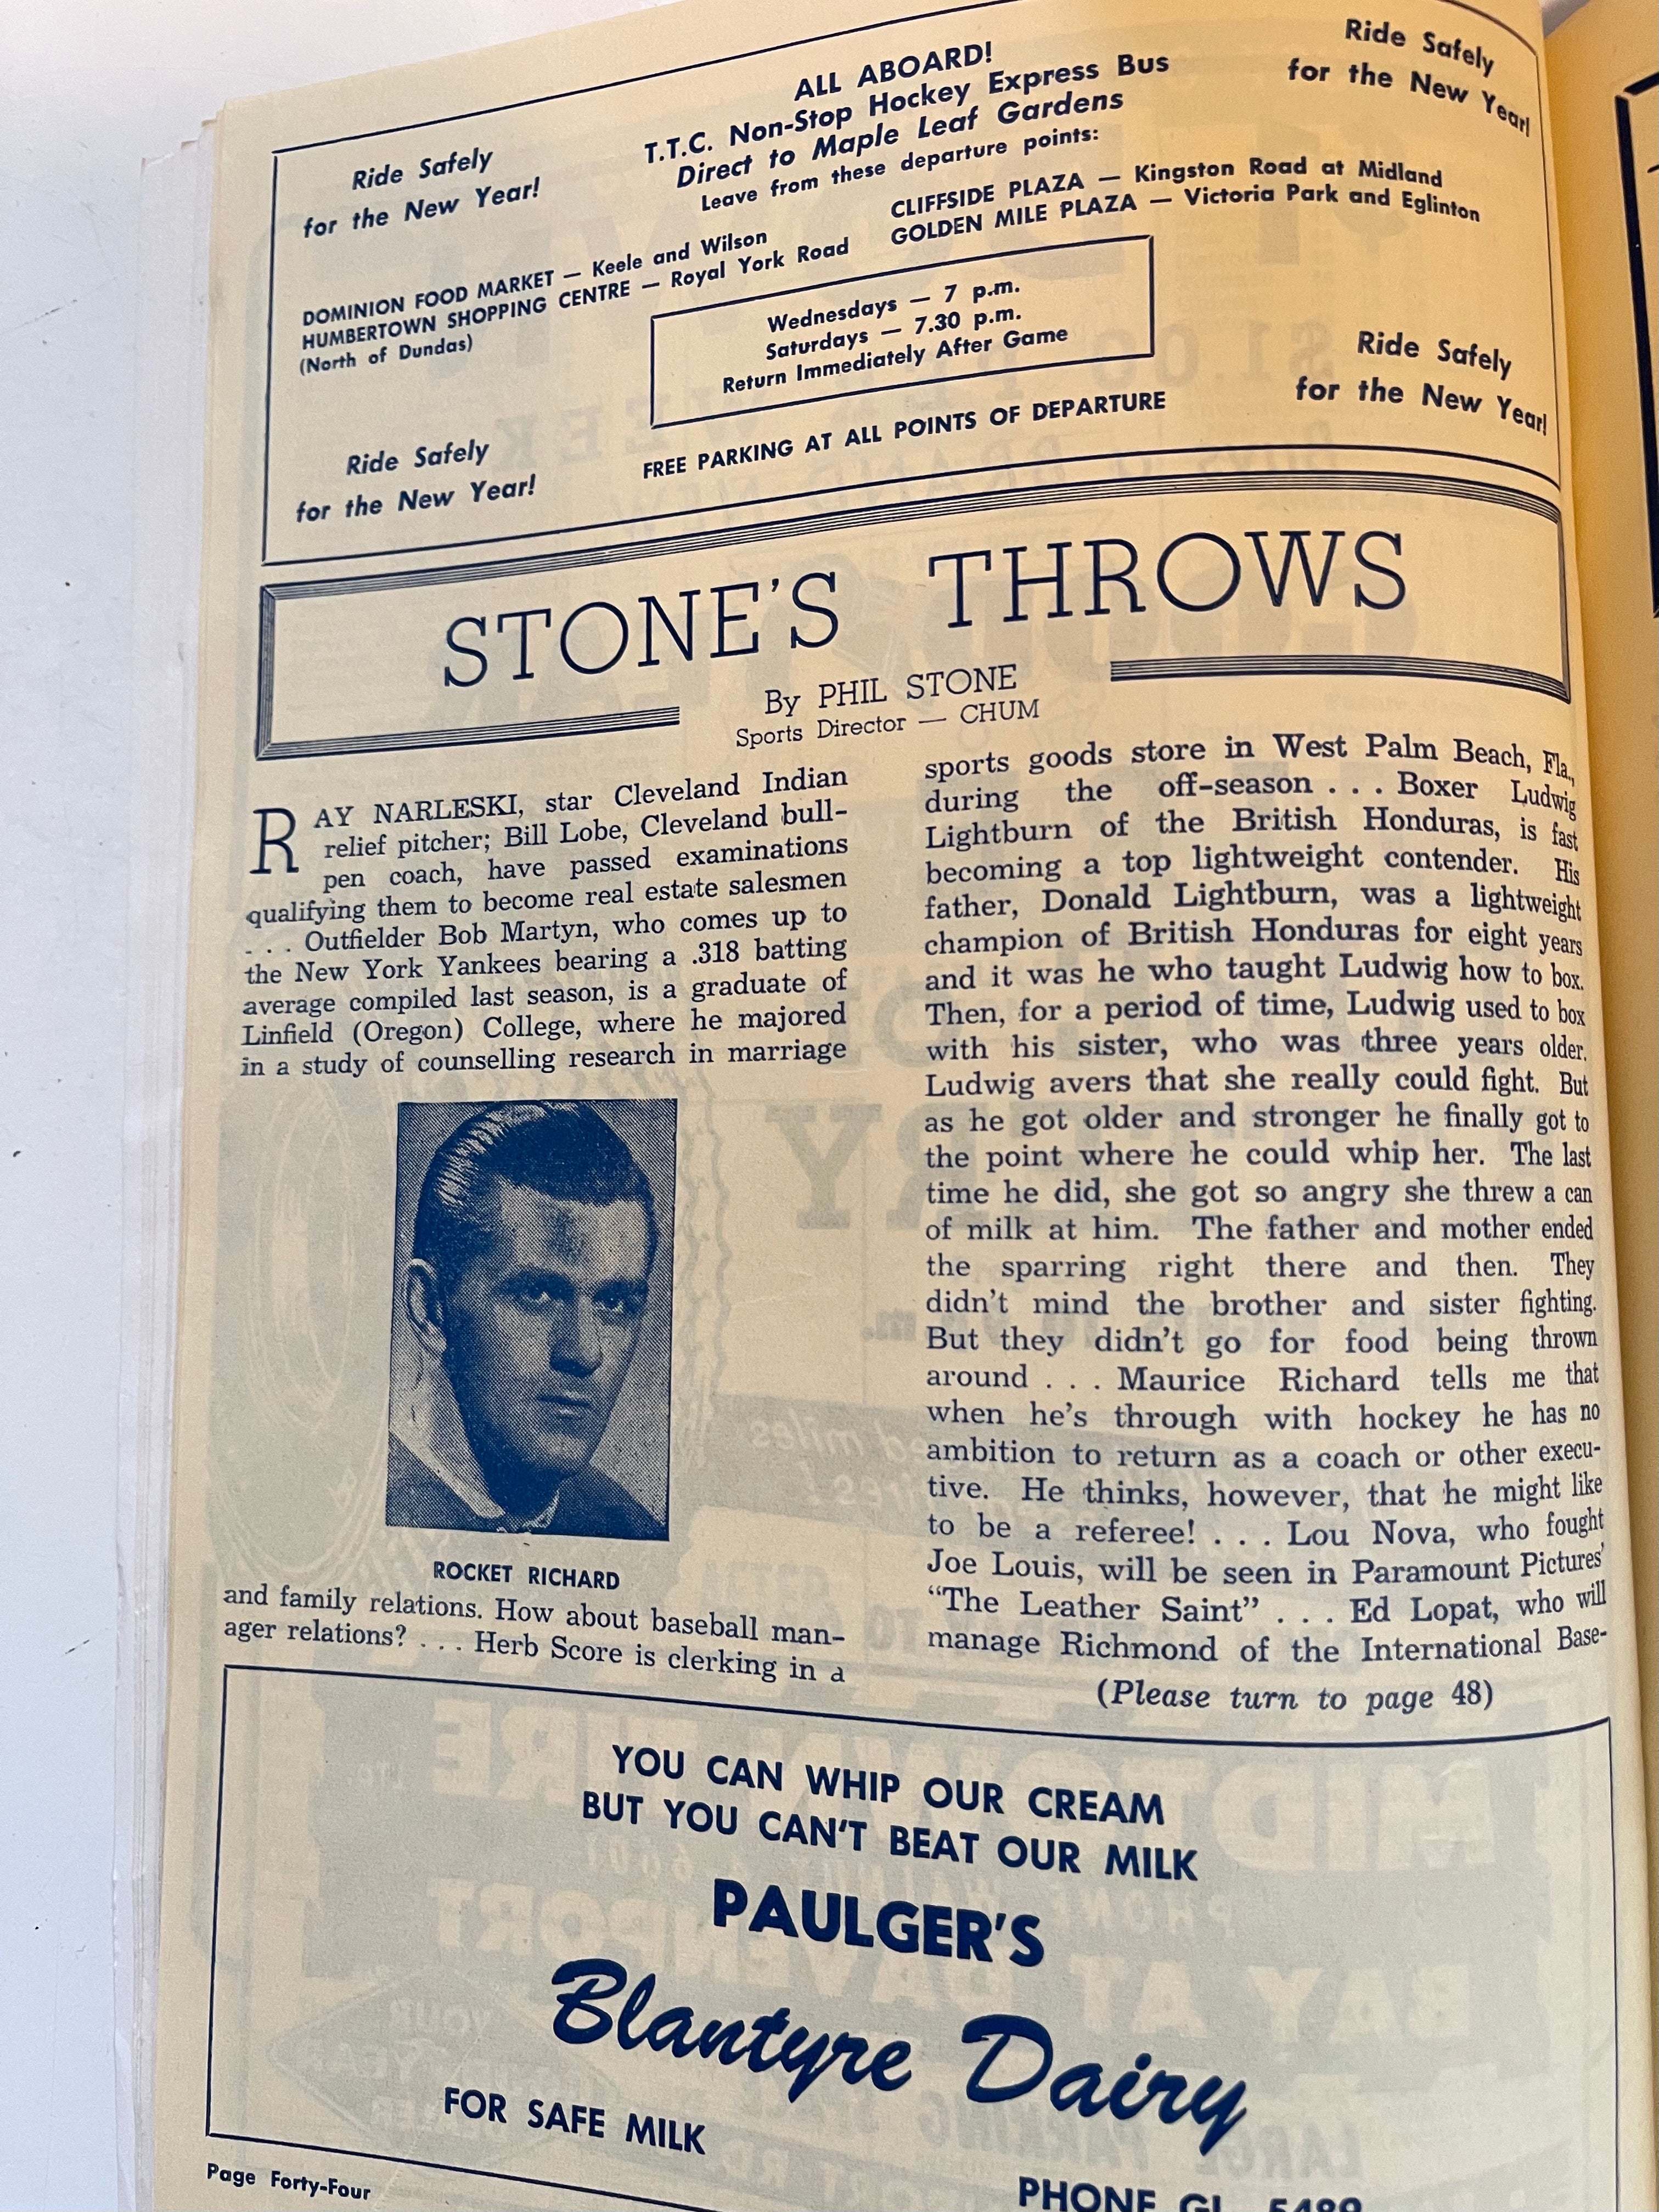 Ride Safely
for the New Year!
ALL ABOARD!
T.T.C. Non-Stop Hockey Express Bus
Direct to Maple Leaf Gardens
Leave from these departure points:
Ride Safely
for the New Year!
DOMINION FOOD MARKET — Keele and Wilson
HUMBERTOWN SHOPPING CENTRE — Royal York Road
(North of Dundas)
CLIFFSIDE PLAZA — Kingston Road at Midland
GOLDEN MILE PLAZA — Victoria Park and Eglinton
Wednesdays — 7 p.m.
Saturdays — 7.30 p.m.
Return Immediately After Game
Ride Safely
for the New Year!
FREE PARKING AT ALL POINTS OF DEPARTURE
Ride Safely
for the New Year!
STONE'S THROWS
By PHIL STONE
Sports Director — CHUM
RAY NARLESKI, star Cleveland Indian
relief pitcher; Bill Lobe, Cleveland bull-
pen coach, have passed examinations
qualifying them to become real estate salesmen
. . . Outfielder Bob Martyn, who comes up to
the New York Yankees bearing a .318 batting
average compiled last season, is a graduate of
Linfield (Oregon) College, where he majored
in a study of counselling research in marriage
ROCKET RICHARD
and family relations. How about baseball man-
ager relations? . . . Herb Score is clerking in a
sports goods store in West Palm Beach, Fla.,
during the off-season . . . Boxer Ludwig
Lightburn of the British Honduras, is fast
becoming a top lightweight contender. His
father, Donald Lightburn, was a lightweight
champion of British Honduras for eight years
and it was he who taught Ludwig how to box.
Then, for a period of time, Ludwig used to box
with his sister, who was three years older.
Ludwig avers that she really could fight. But
as he got older and stronger he finally got to
the point where he could whip her. The last
time he did, she got so angry she threw a can
of milk at him. The father and mother ended
the sparring right there and then. They
didn't mind the brother and sister fighting.
But they didn't go for food being thrown
around . . . Maurice Richard tells me that
when he's through with hockey he has no
ambition to return as a coach or other execu-
tive. He thinks, however, that he might like
to be a referee! . . . Lou Nova, who fought
Joe Louis, will be seen in Paramount Pictures'
"The Leather Saint" . . . Ed Lopat, who will
manage Richmond of the International Base-
(Please turn to page 48)
YOU CAN WHIP OUR CREAM
BUT YOU CAN'T BEAT OUR MILK
PAULGER'S
Blantyre Dairy
FOR SAFE MILK
PHONE GL. 5489
Page Forty-Four